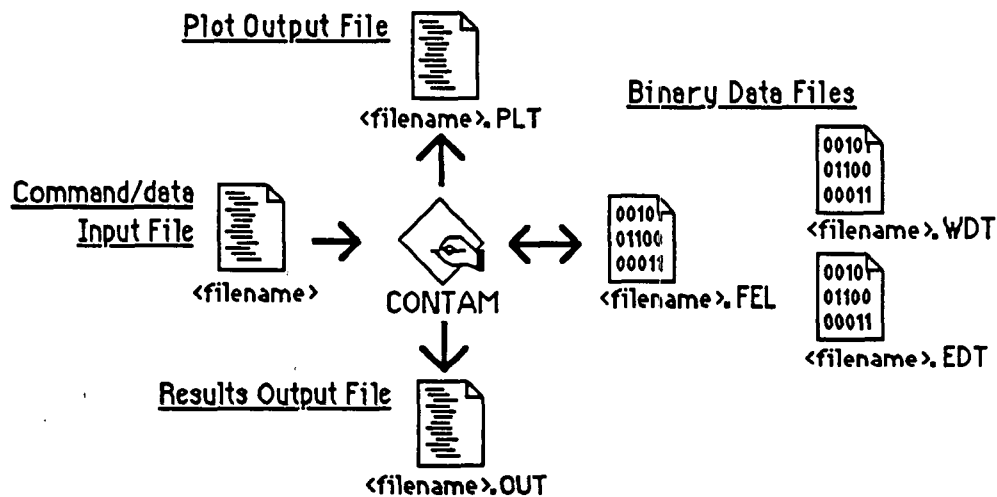 Plot Output File
<filename>.PLT
Binary Data Files
0010
01100
00011
<filename>.WDT
Command/data
Input File
<filename>
CONTAM
0010
01100
00011
<filename>.FEL
0010
01100
00011
<filename>.EDT
Results Output File
<filename>.OUT